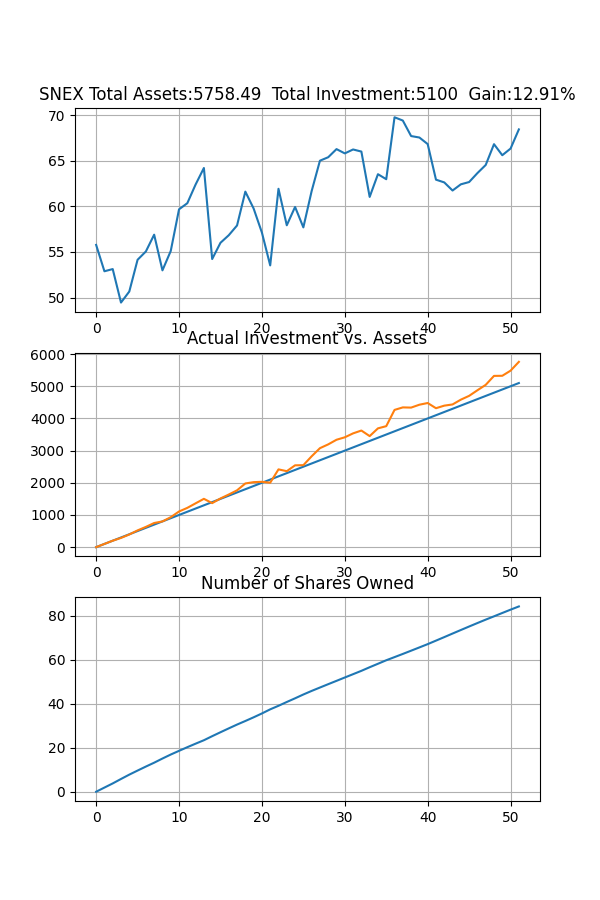 SNEX Total Assets:5758.49  Total Investment:5100  Gain:12.91%
70
65
60
55
50
0 10 20 30 40 50
Actual Investment vs. Assets
6000
5000
4000
3000
2000
1000
0
0 10 20 30 40 50
Number of Shares Owned
80
60
40
20
0
0 10 20 30 40 50